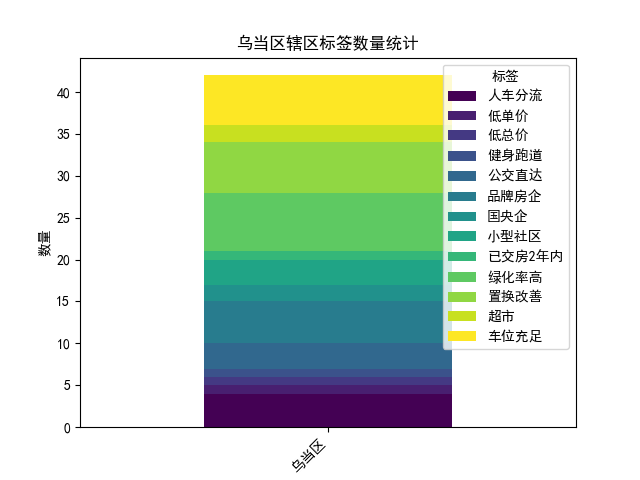 乌当区辖区标签数量统计
标签
人车分流
低单价
低总价
健身跑道
公交直达
品牌房企
国央企
小型社区
已交房2年内
绿化率高
置换改善
超市
车位充足
数量
40
35
30
25
20
15
10
5
0
乌当区